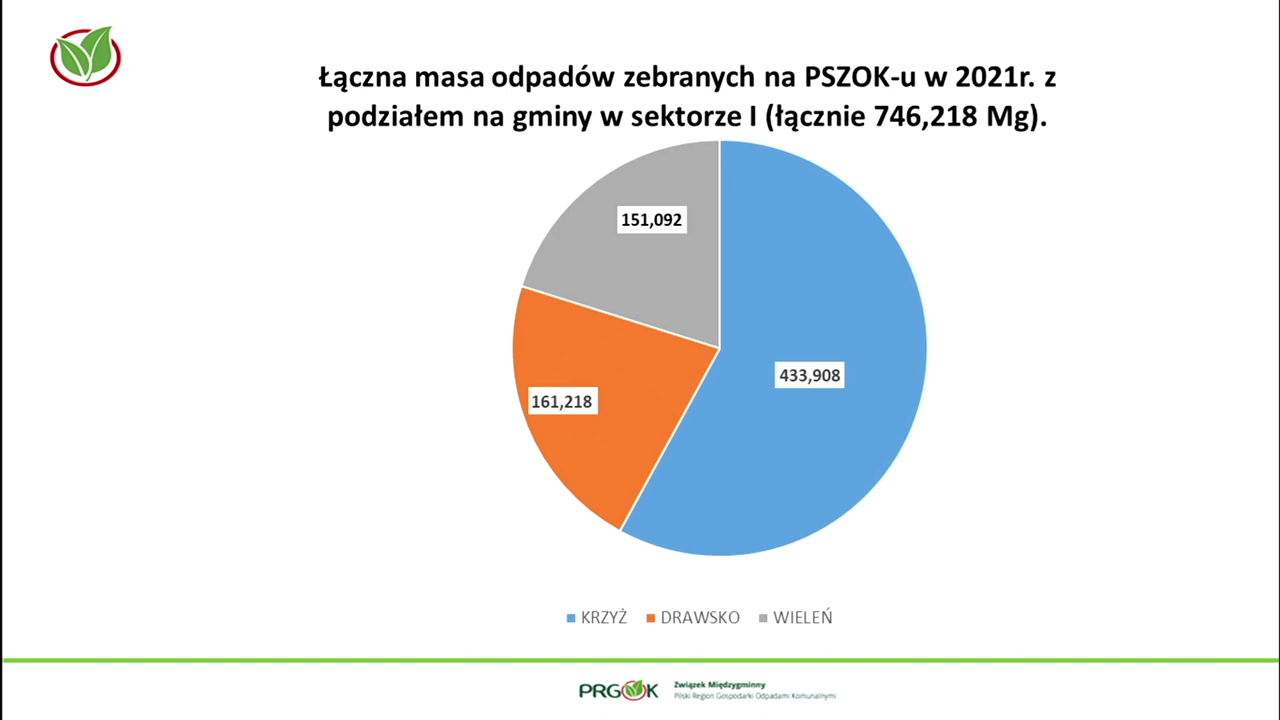 Łączna masa odpadów zebranych na PSZOK-u w 2021r. z
podziałem na gminy w sektorze I (łącznie 746,218 Mg).
151,092
433,908
161,218
KRZYŻ DRAWSKO WIELEŃ
PRGOK
Związek Międzygminny
Pilski Region Gospodarki Odpadami Komunalnymi